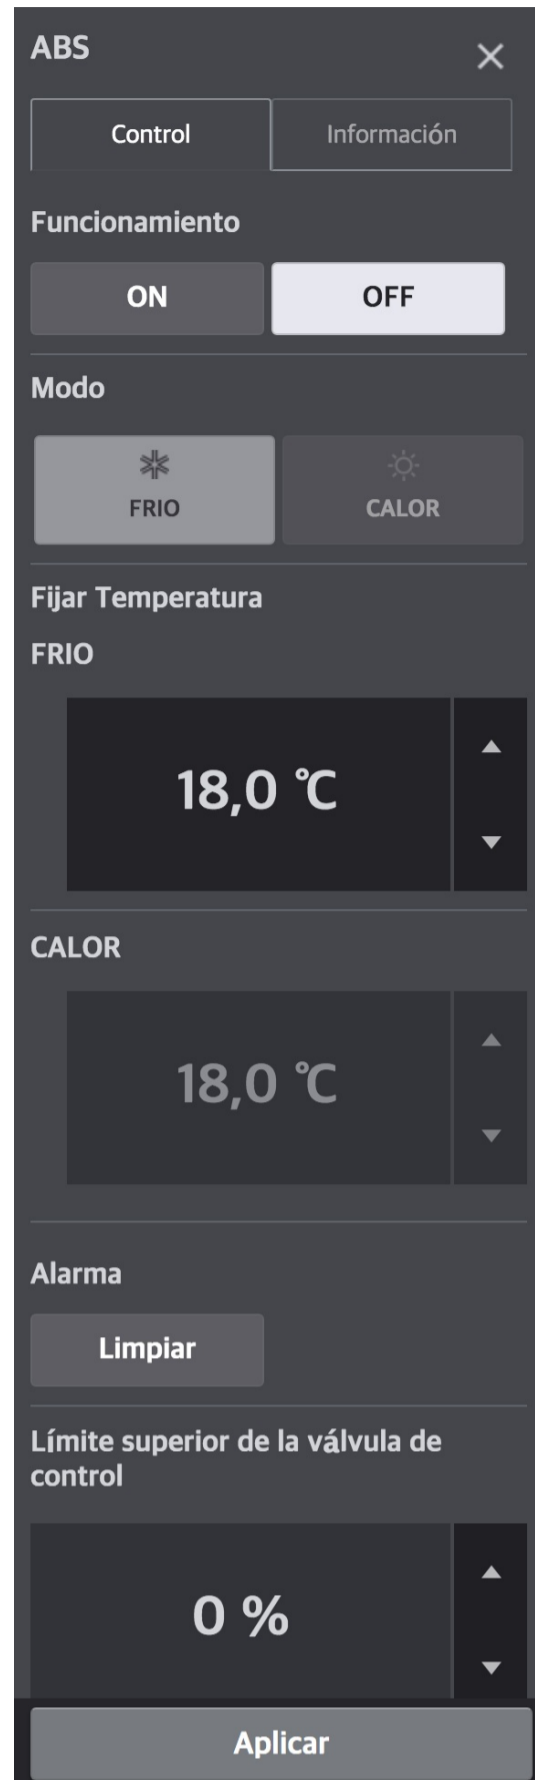 ABS
Control Información
Funcionamiento
ON OFF
Modo
FRIO CALOR
Fijar Temperatura
FRIO
18,0 ℃
CALOR
18,0 ℃
Alarma
Limpiar
Límite superior de la válvula de
control
0 %
Aplicar